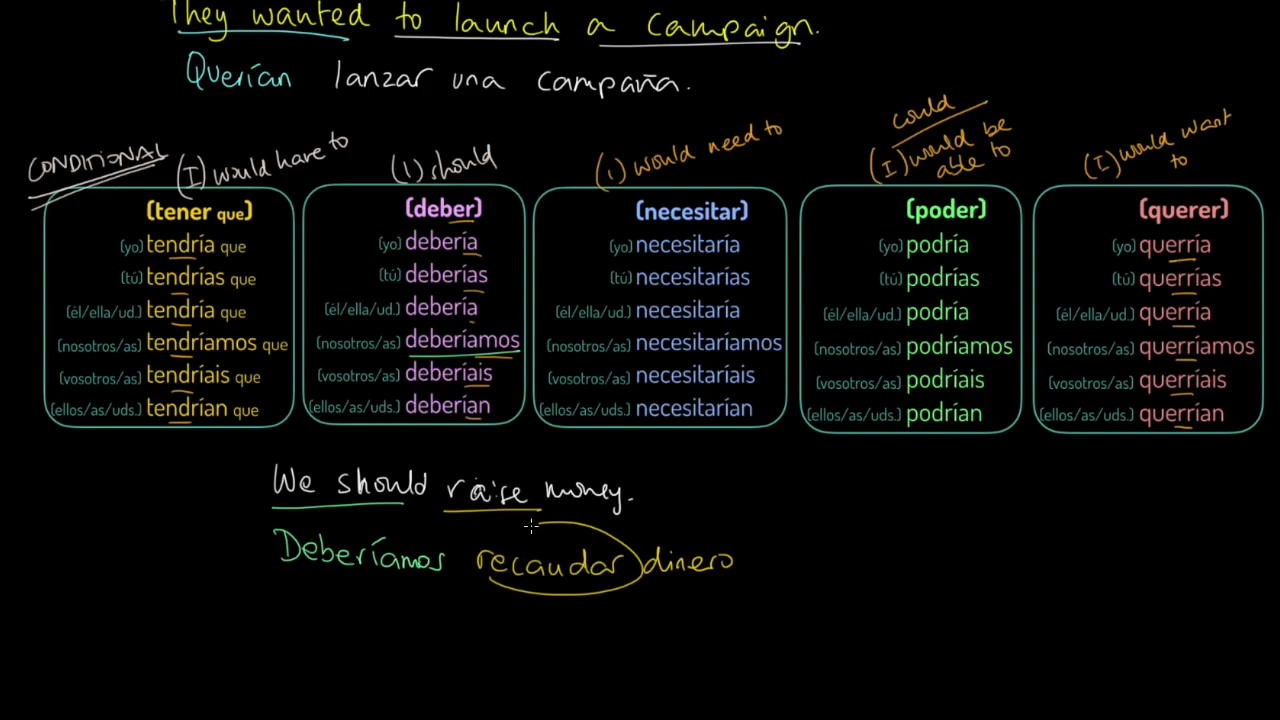 They wanted to launch a campaign.
Querían lanzar una campaña.
CONDITIONAL
(I) would have to
(tener que)
(yo) tendría que
(tú) tendrías que
(él/ella/ud.) tendría que
(nosotros/as) tendríamos que
(vosotros/as) tendríais que
(ellos/as/uds.) tendrían que
(I) should
(deber)
(yo) debería
(tú) deberías
(él/ella/ud.) debería
(nosotros/as) deberíamos
(vosotros/as) deberíais
(ellos/as/uds.) deberían
(I) would need to
(necesitar)
(yo) necesitaría
(tú) necesitarías
(él/ella/ud.) necesitaría
(nosotros/as) necesitaríamos
(vosotros/as) necesitaríais
(ellos/as/uds.) necesitarían
could
(I) would be
able to
(poder)
(yo) podría
(tú) podrías
(él/ella/ud.) podría
(nosotros/as) podríamos
(vosotros/as) podríais
(ellos/as/uds.) podrían
(I) would want
to
(querer)
(yo) querría
(tú) querrías
(él/ella/ud.) querría
(nosotros/as) querríamos
(vosotros/as) querríais
(ellos/as/uds.) querrían
We should raise money.
Deberíamos recaudar dinero